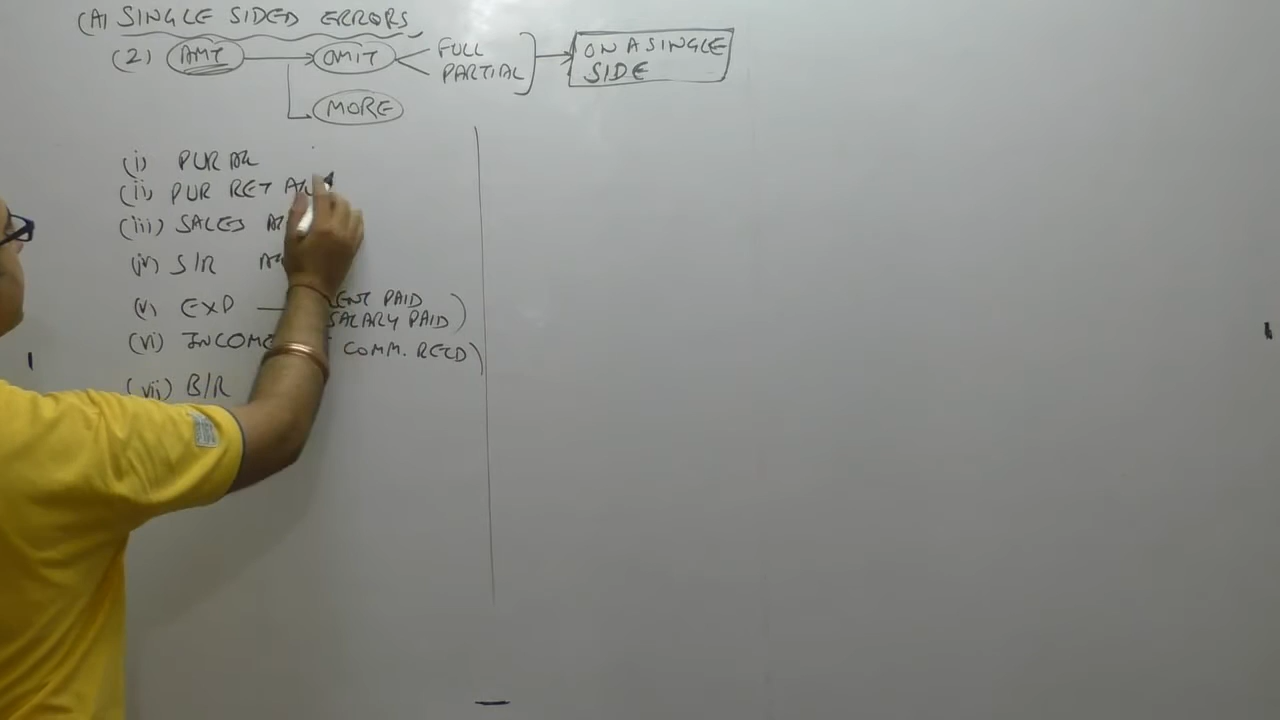 (A) SINGLE SIDED ERRORS
(2) AMT OMIT FULL PARTIAL ON A SINGLE SIDE
MORE
(i) PUR A/c
(ii) PUR RET A/c
(iii) SALES
(iv) S/R
(v) EXP RENT PAID
SALARY PAID)
(vi) INCOME COMM. RECD)
(vii) B/R